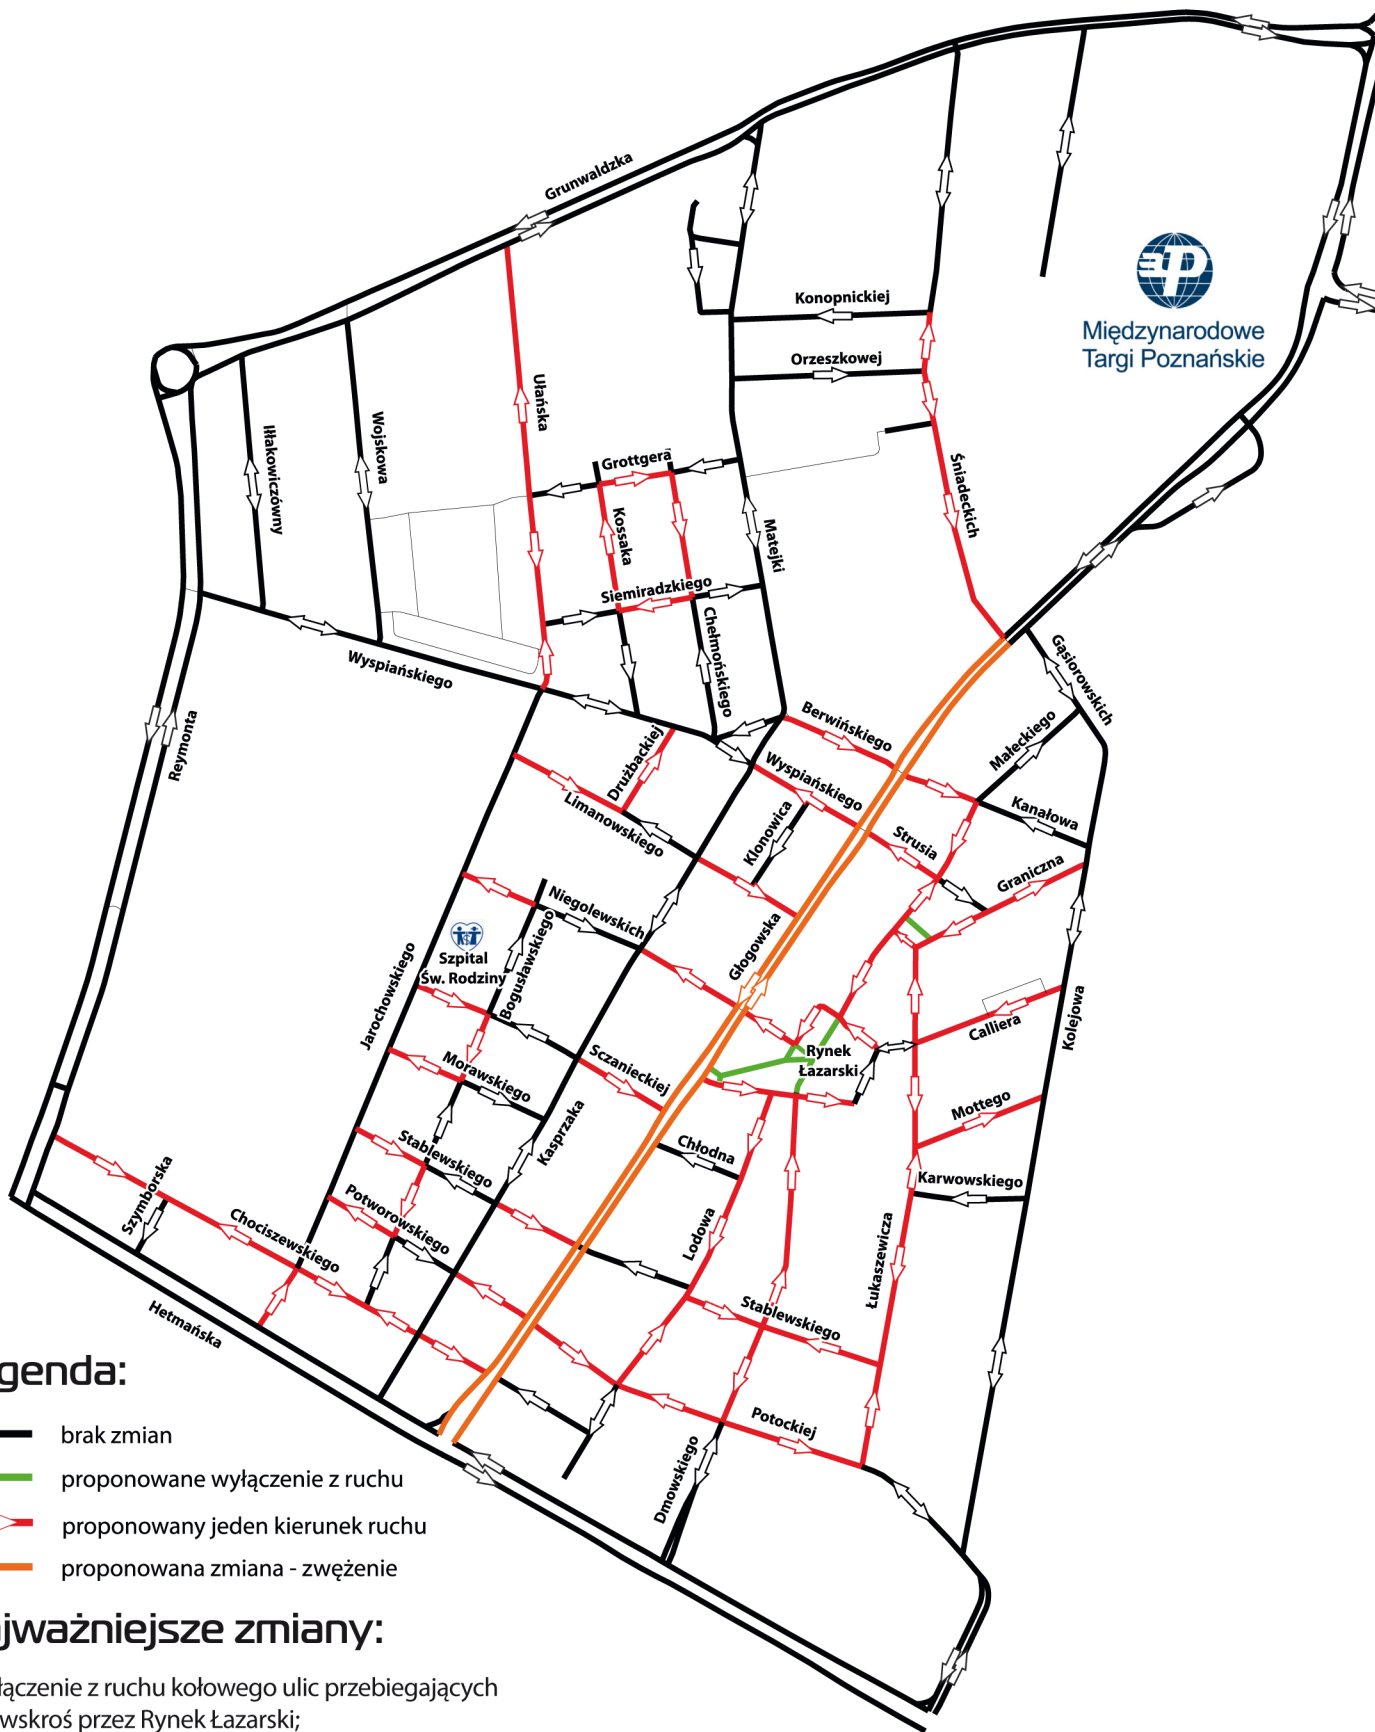 Grunwaldzka
Konopnickiej
Międzynarodowe
Targi Poznańskie
Orzeszkowej
Ułańska
Wojskowa
Iłłakowiczówny
Grottgera
Śniadeckich
Kossaka
Matejki
Siemiradzkiego
Chełmońskiego
Gąsiorowskich
Wyspiańskiego
Reymonta
Berwińskiego
Małeckiego
Drużbackiej
Wyspiańskiego
Limanowskiego
Klonowica
Kanałowa
Strusia
Graniczna
Niegolewskich
Głogowska
Bogusławskiego
Szpital
Św. Rodziny
Jarochowskiego
Kolejowa
Calliera
Rynek
Łazarski
Sczanieckiej
Morawskiego
Mottego
Kasprzaka
Chłodna
Stablewskiego
Karwowskiego
Szymborska
Potworowskiego
Lodowa
Łukaszewicza
Chociszewskiego
Stablewskiego
Hetmańska
Potockiej
Dmowskiego
genda:
brak zmian
proponowane wyłączenie z ruchu
proponowany jeden kierunek ruchu
proponowana zmiana - zwężenie
jważniejsze zmiany:
łączenie z ruchu kołowego ulic przebiegających
wskroś przez Rynek Łazarski;